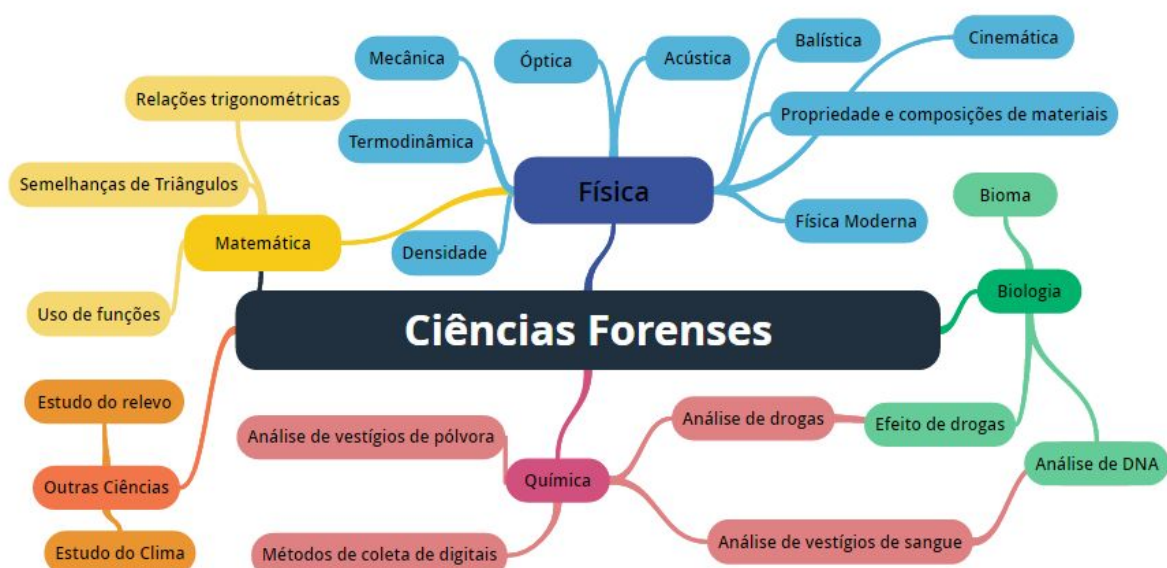 Mecânica
Óptica
Acústica
Balística
Cinemática
Relações trigonométricas
Termodinâmica
Propriedade e composições de materiais
Semelhanças de Triângulos
Física
Bioma
Matemática
Densidade
Física Moderna
Uso de funções
Biologia
Ciências Forenses
Estudo do relevo
Análise de vestígios de pólvora
Análise de drogas
Efeito de drogas
Outras Ciências
Química
Análise de DNA
Estudo do Clima
Métodos de coleta de digitais
Análise de vestígios de sangue